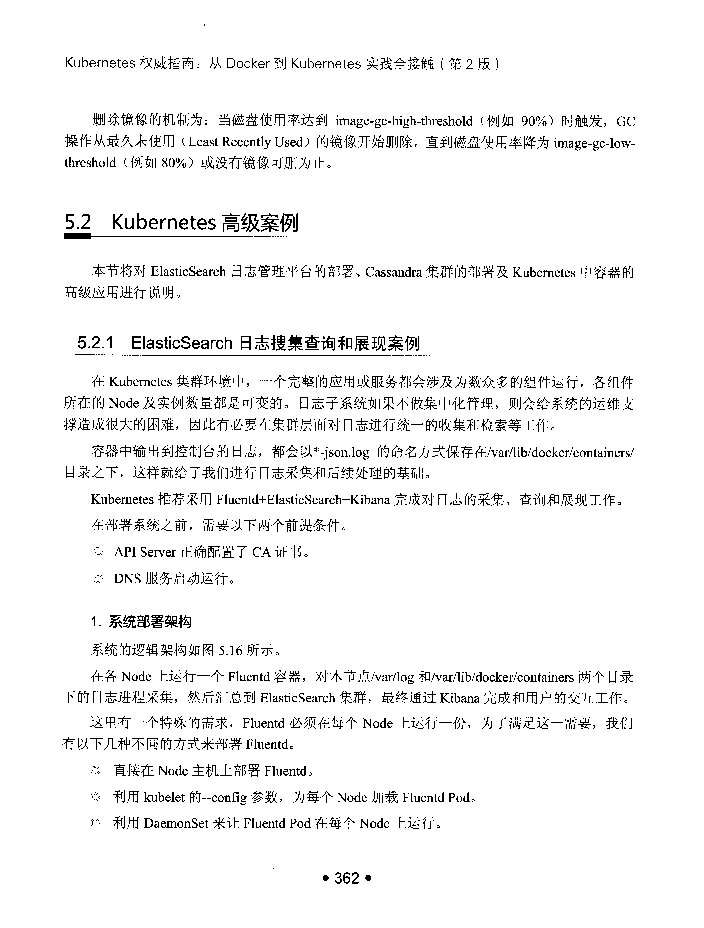 Kubernetes 权威指南：从 Docker 到 Kubernetes 实践全接触（第 2 版）
删除镜像的机制为：当磁盘使用率达到 image-gc-high-threshold（例如 90%）时触发，GC
操作从最久未使用（Least Recently Used）的镜像开始删除，直到磁盘使用率降为 image-gc-low-
threshold（例如 80%）或没有镜像可删为止。
5.2 Kubernetes 高级案例
本节将对 ElasticSearch 日志管理平台的部署、Cassandra 集群的部署及 Kubernetes 中容器的
高级应用进行说明。
5.2.1 ElasticSearch 日志搜集查询和展现案例
在 Kubernetes 集群环境中，一个完整的应用或服务都会涉及为数众多的组件运行，各组件
所在的 Node 及实例数量都是可变的。日志子系统如果不做集中化管理，则会给系统的运维支
撑造成很大的困难，因此有必要在集群层面对日志进行统一的收集和检索等工作。
容器中输出到控制台的日志，都会以*-json.log 的命名方式保存在/var/lib/docker/containers/
目录之下，这样就给了我们进行日志采集和后续处理的基础。
Kubernetes 推荐采用 Fluentd+ElasticSearch+Kibana 完成对日志的采集、查询和展现工作。
在部署系统之前，需要以下两个前提条件。
API Server 正确配置了 CA 证书。
DNS 服务启动运行。
1. 系统部署架构
系统的逻辑架构如图 5.16 所示。
在各 Node 上运行一个 Fluentd 容器，对本节点/var/log 和/var/lib/docker/containers 两个目录
下的日志进程采集，然后汇总到 ElasticSearch 集群，最终通过 Kibana 完成和用户的交互工作。
这里有一个特殊的需求，Fluentd 必须在每个 Node 上运行一份，为了满足这一需要，我们
有以下几种不同的方式来部署 Fluentd。
直接在 Node 主机上部署 Fluentd。
利用 kubelet 的--config 参数，为每个 Node 加载 Fluentd Pod。
利用 DaemonSet 来让 Fluentd Pod 在每个 Node 上运行。
• 362 •